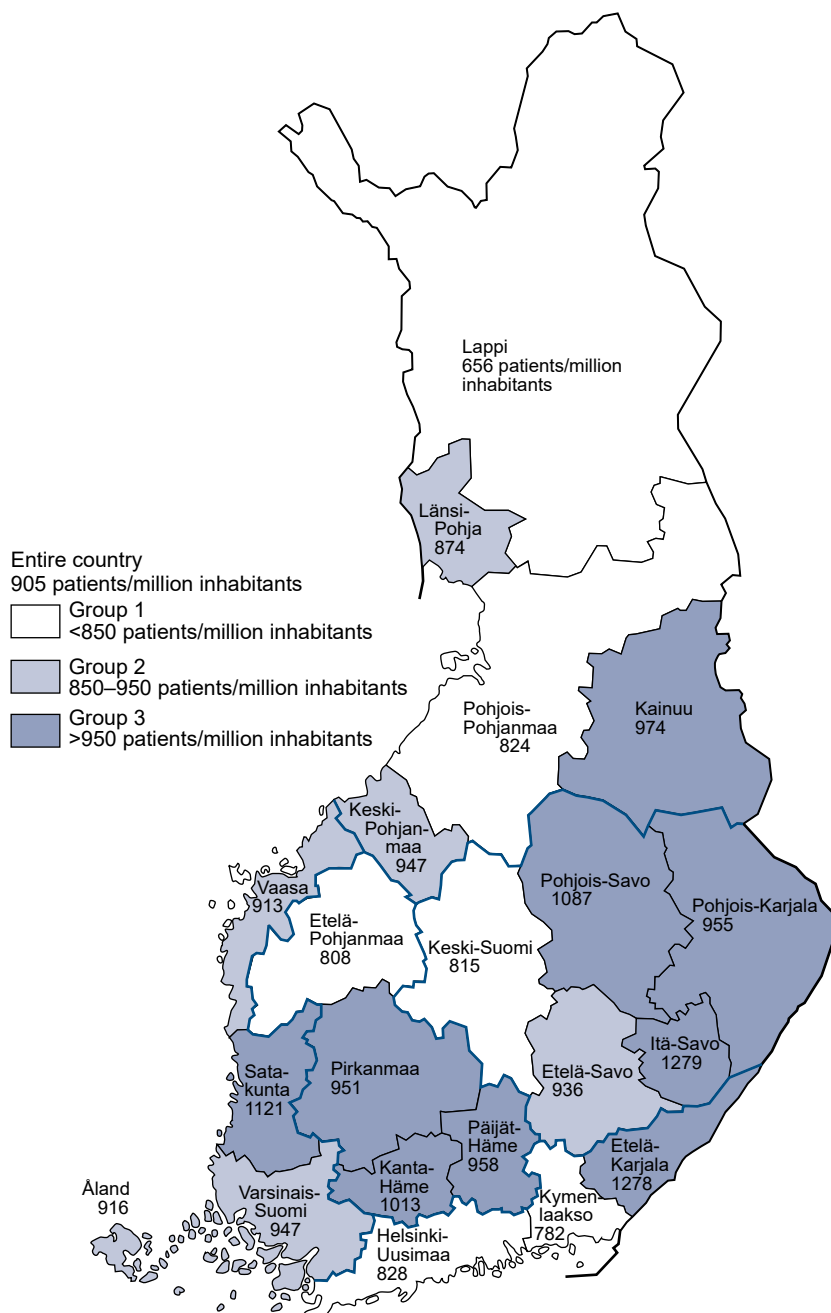 Lappi
656 patients/million
inhabitants
Länsi-
Pohja
874
Entire country
905 patients/million inhabitants
Group 1
<850 patients/million inhabitants
Group 2
850–950 patients/million inhabitants
Group 3
>950 patients/million inhabitants
Pohjois-
Pohjanmaa
824
Kainuu
974
Keski-
Pohjan-
maa
947
Vaasa
913
Etelä-
Pohjanmaa
808
Keski-Suomi
815
Pohjois-Savo
1087
Pohjois-Karjala
955
Sata-
kunta
1121
Pirkanmaa
951
Etelä-Savo
936
Itä-Savo
1279
Päijät-
Häme
958
Etelä-
Karjala
1278
Kanta-
Häme
1013
Kymen-
laakso
782
Åland
916
Varsinais-
Suomi
947
Helsinki-
Uusimaa
828